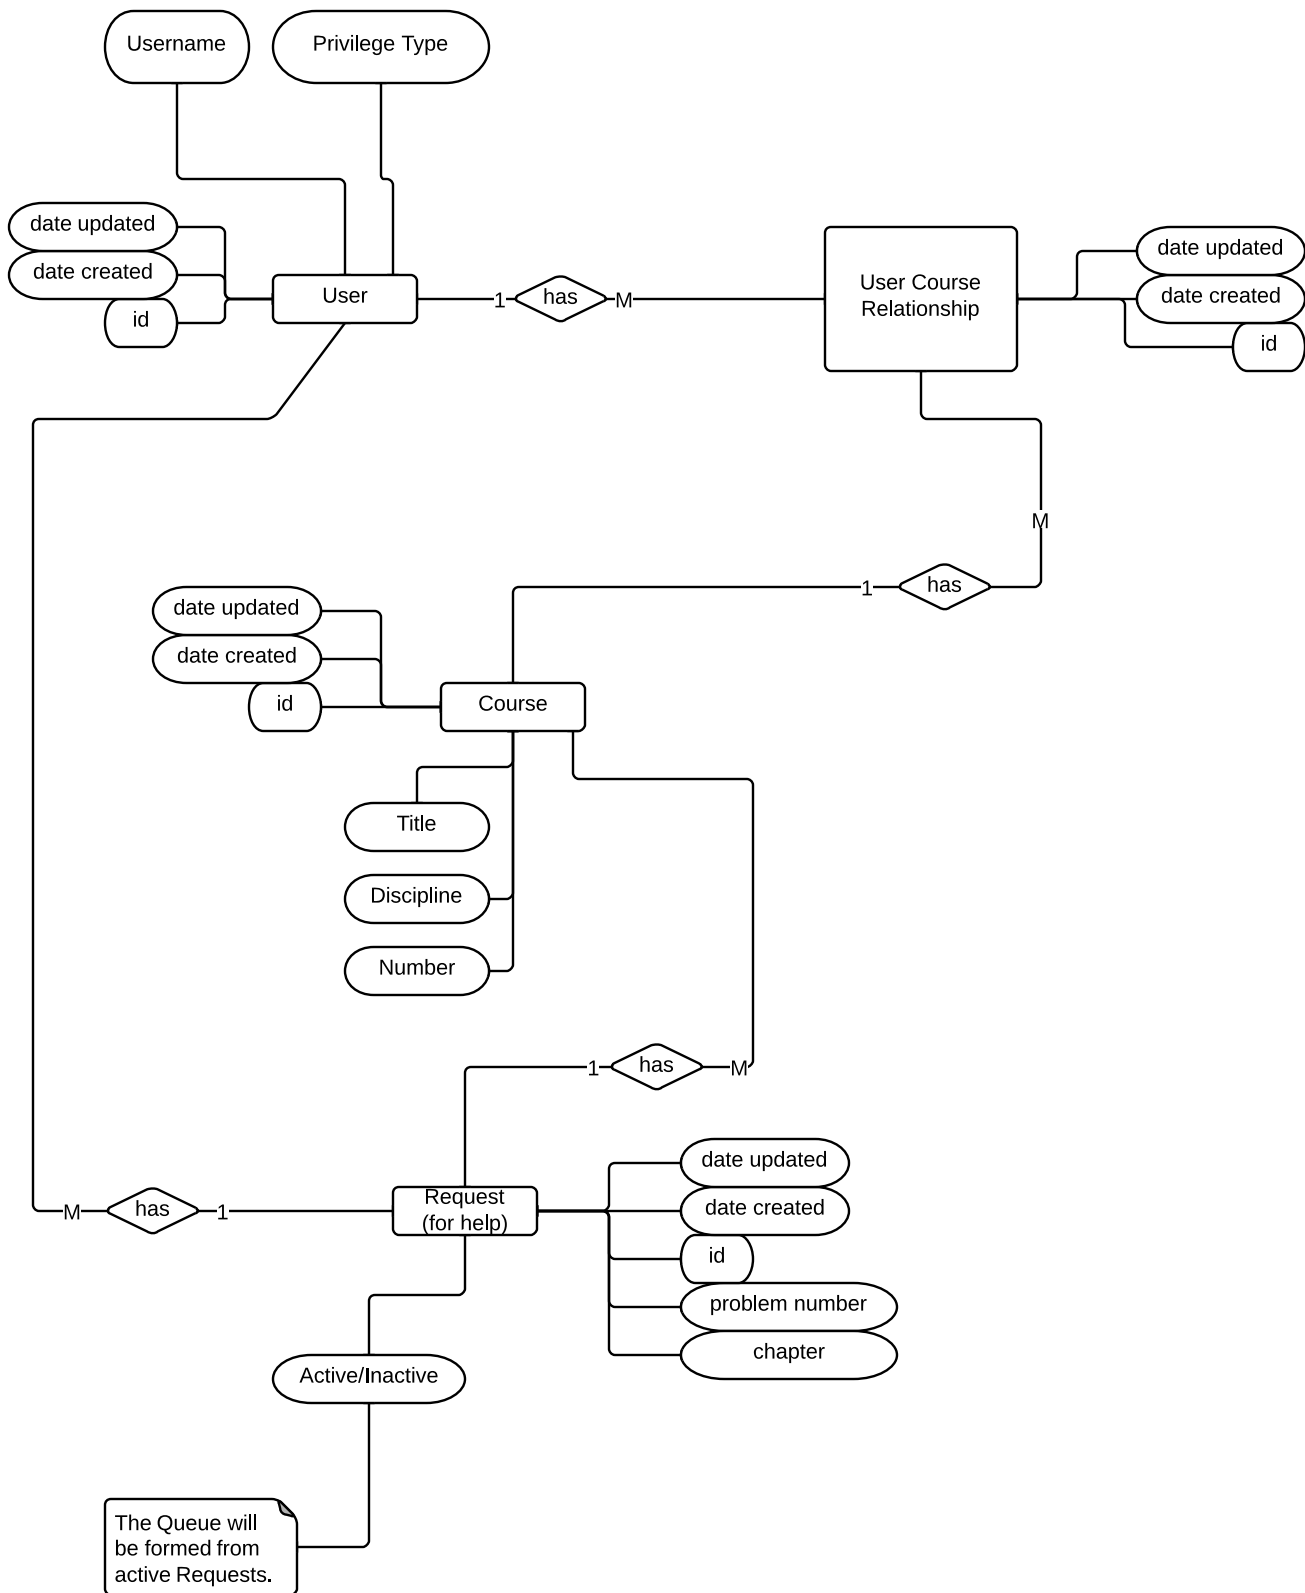 Username
Privilege Type
date updated
date created
id
User
1
has
M
User Course
Relationship
date updated
date created
id
M
1
has
date updated
date created
id
Course
Title
Discipline
Number
1
has
M
M
has
1
Request
(for help)
date updated
date created
id
problem number
chapter
Active/Inactive
The Queue will
be formed from
active Requests.